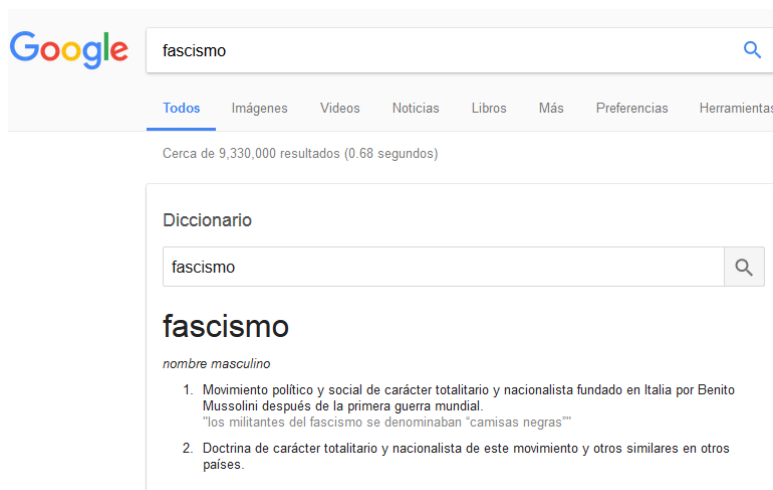 Google
fascismo
Todos Imágenes Videos Noticias Libros Más Preferencias Herramientas
Cerca de 9,330,000 resultados (0.68 segundos)
Diccionario
fascismo
fascismo
nombre masculino
1. Movimiento político y social de carácter totalitario y nacionalista fundado en Italia por Benito
Mussolini después de la primera guerra mundial.
"los militantes del fascismo se denominaban “camisas negras”"
2. Doctrina de carácter totalitario y nacionalista de este movimiento y otros similares en otros
países.